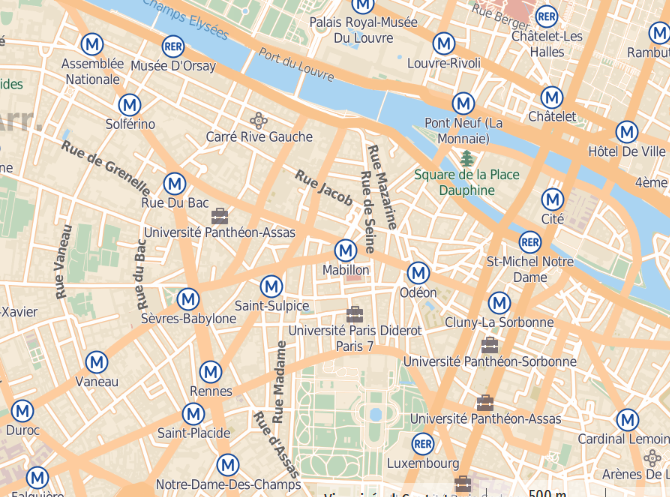 Champs Elysées
Palais Royal-Musée
Du Louvre
Rue Berger
RER
Châtelet-Les
Halles
M
Assemblée
Nationale
RER
Musée D'Orsay
Port du Louvre
M
Louvre-Rivoli
M
Rambut
ides
Arr.
M
Solférino
Carré Rive Gauche
M
Pont Neuf (La
Monnaie)
M
Châtelet
M
Hôtel De Ville
Rue de Grenelle
M
Rue Du Bac
Rue Jacob
Rue Mazarine
Rue de Seine
Square de la Place
Dauphine
4ème
M
Cité
Université Panthéon-Assas
Rue Vaneau
Rue du Bac
M
Mabillon
RER
St-Michel Notre
Dame
M
Odéon
M
Saint-Sulpice
M
Sèvres-Babylone
-Xavier
M
Cluny-La Sorbonne
Université Paris Diderot
Paris 7
Université Panthéon-Sorbonne
M
Vaneau
M
Rennes
Rue Madame
M
Duroc
M
Saint-Placide
Rue d'Assas
Université Panthéon-Assas
M
Cardinal Lemoin
RER
Luxembourg
M
Notre-Dame-Des-Champs
Arènes De L
M
Falguière
500 m